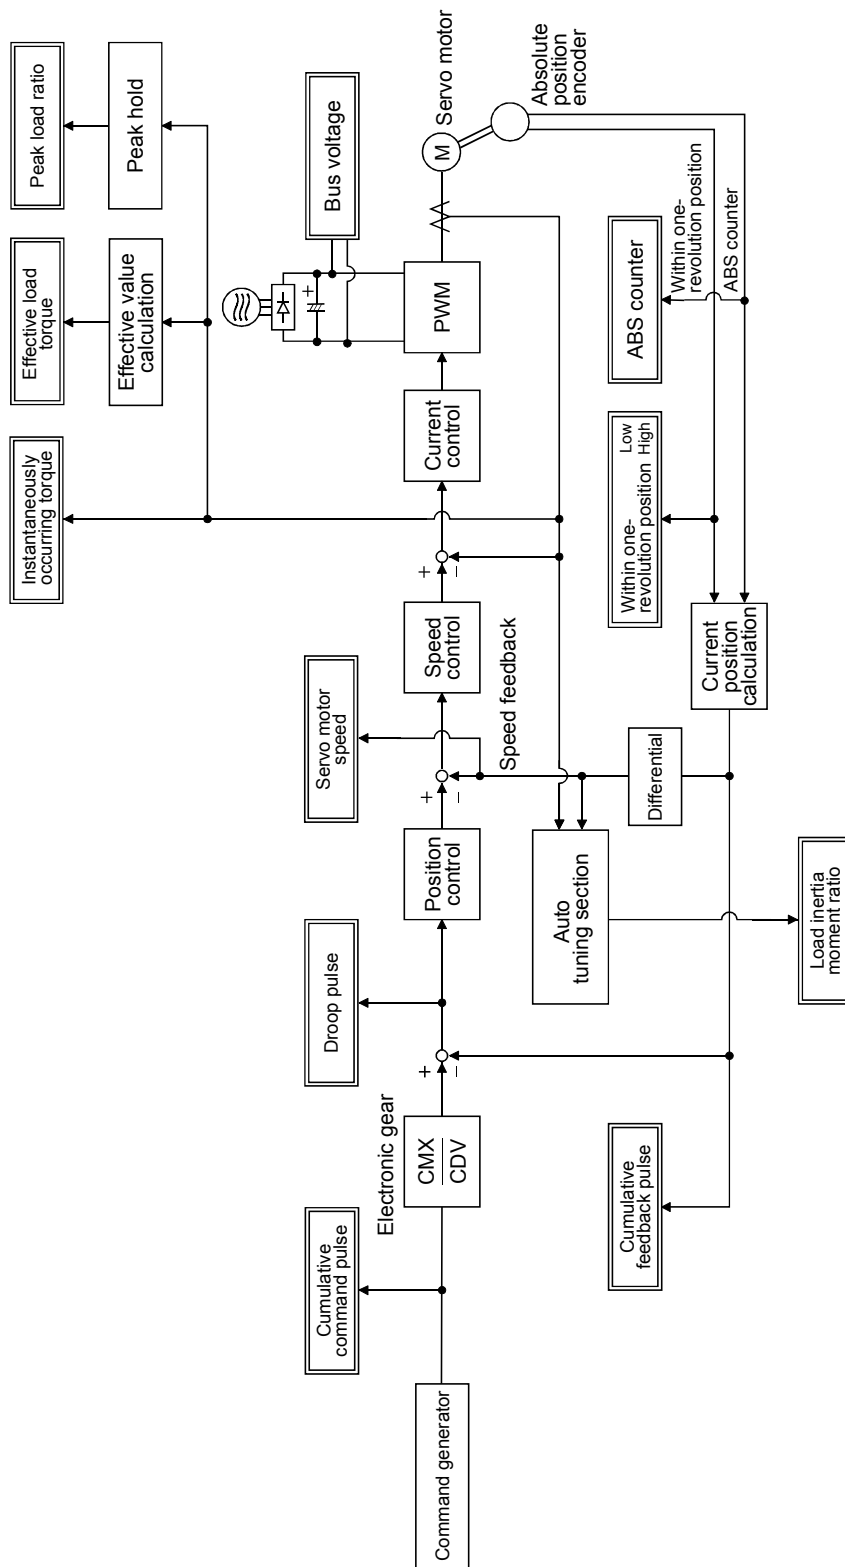 Peak load ratio
Peak hold
Effective load
torque
Effective value
calculation
Instantaneously
occurring torque
Bus voltage
+
Servo motor
M
Absolute
position
encoder
PWM
Current
control
+
−
Speed
control
Servo motor
speed
Speed feedback
+
−
Position
control
Droop pulse
+
−
Electronic gear
CMX
CDV
Cumulative
command pulse
Command generator
Within one-
revolution position
ABS counter
ABS counter
Within one-
revolution position
Low
High
Current
position
calculation
Differential
Auto
tuning section
Load inertia
moment ratio
Cumulative
feedback pulse